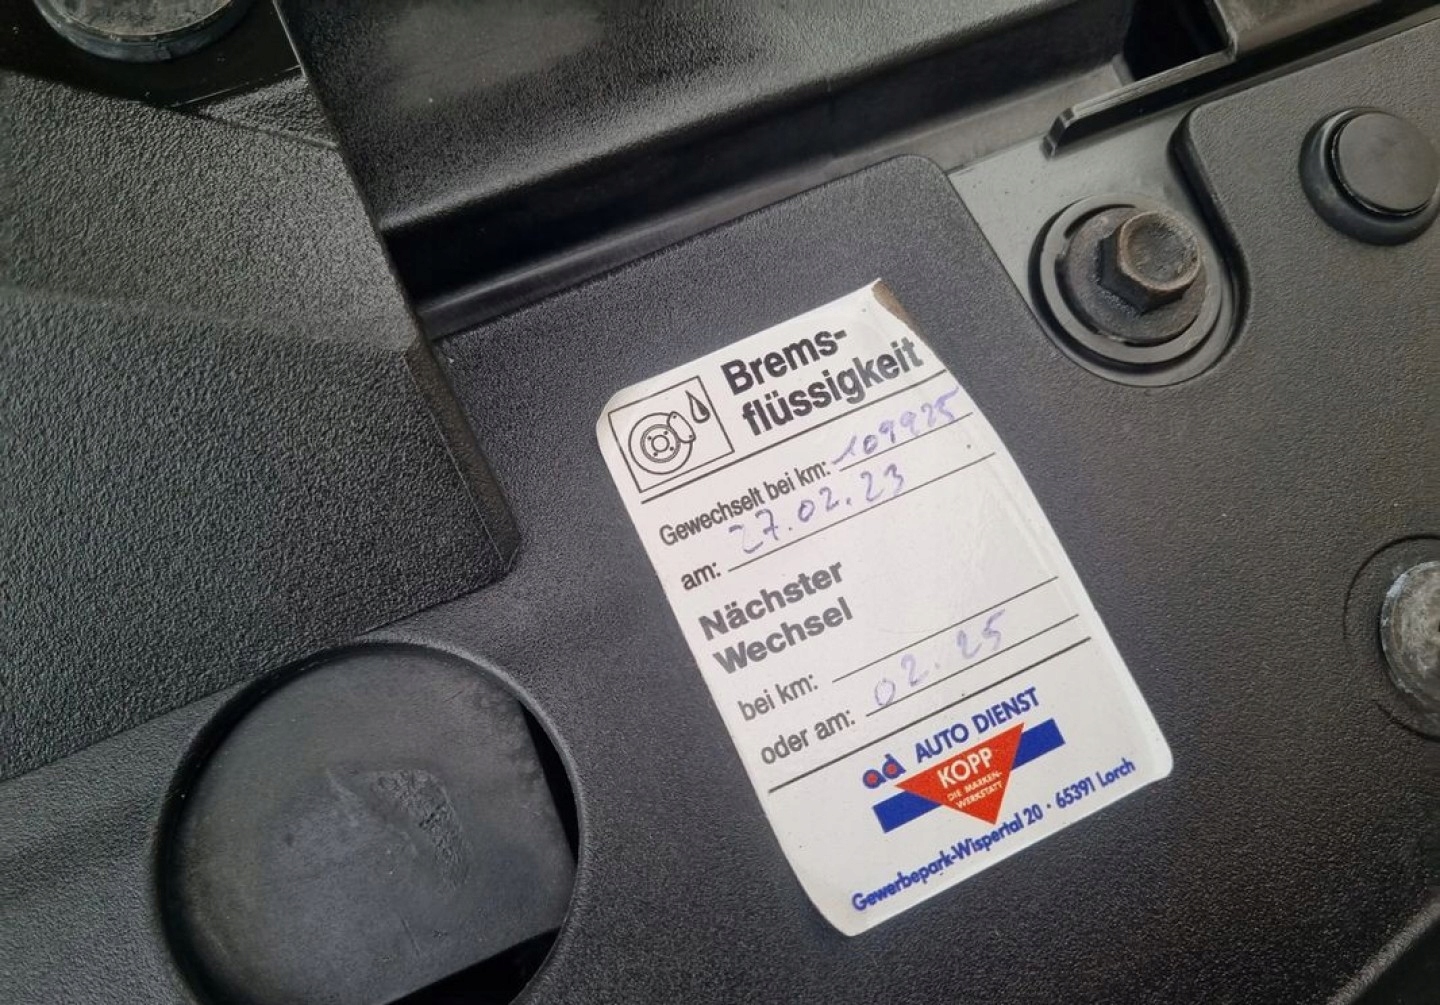 Brems-
flüssigkeit
Gewechselt bei km: 109925
am: 27.02.23
Nächster
Wechsel
bei km:
oder am: 02.25
ad AUTO DIENST
KOPP
DIE MARKEN-
WERKSTATT
Gewerbepark-Wispertal 20 · 65391 Lorch